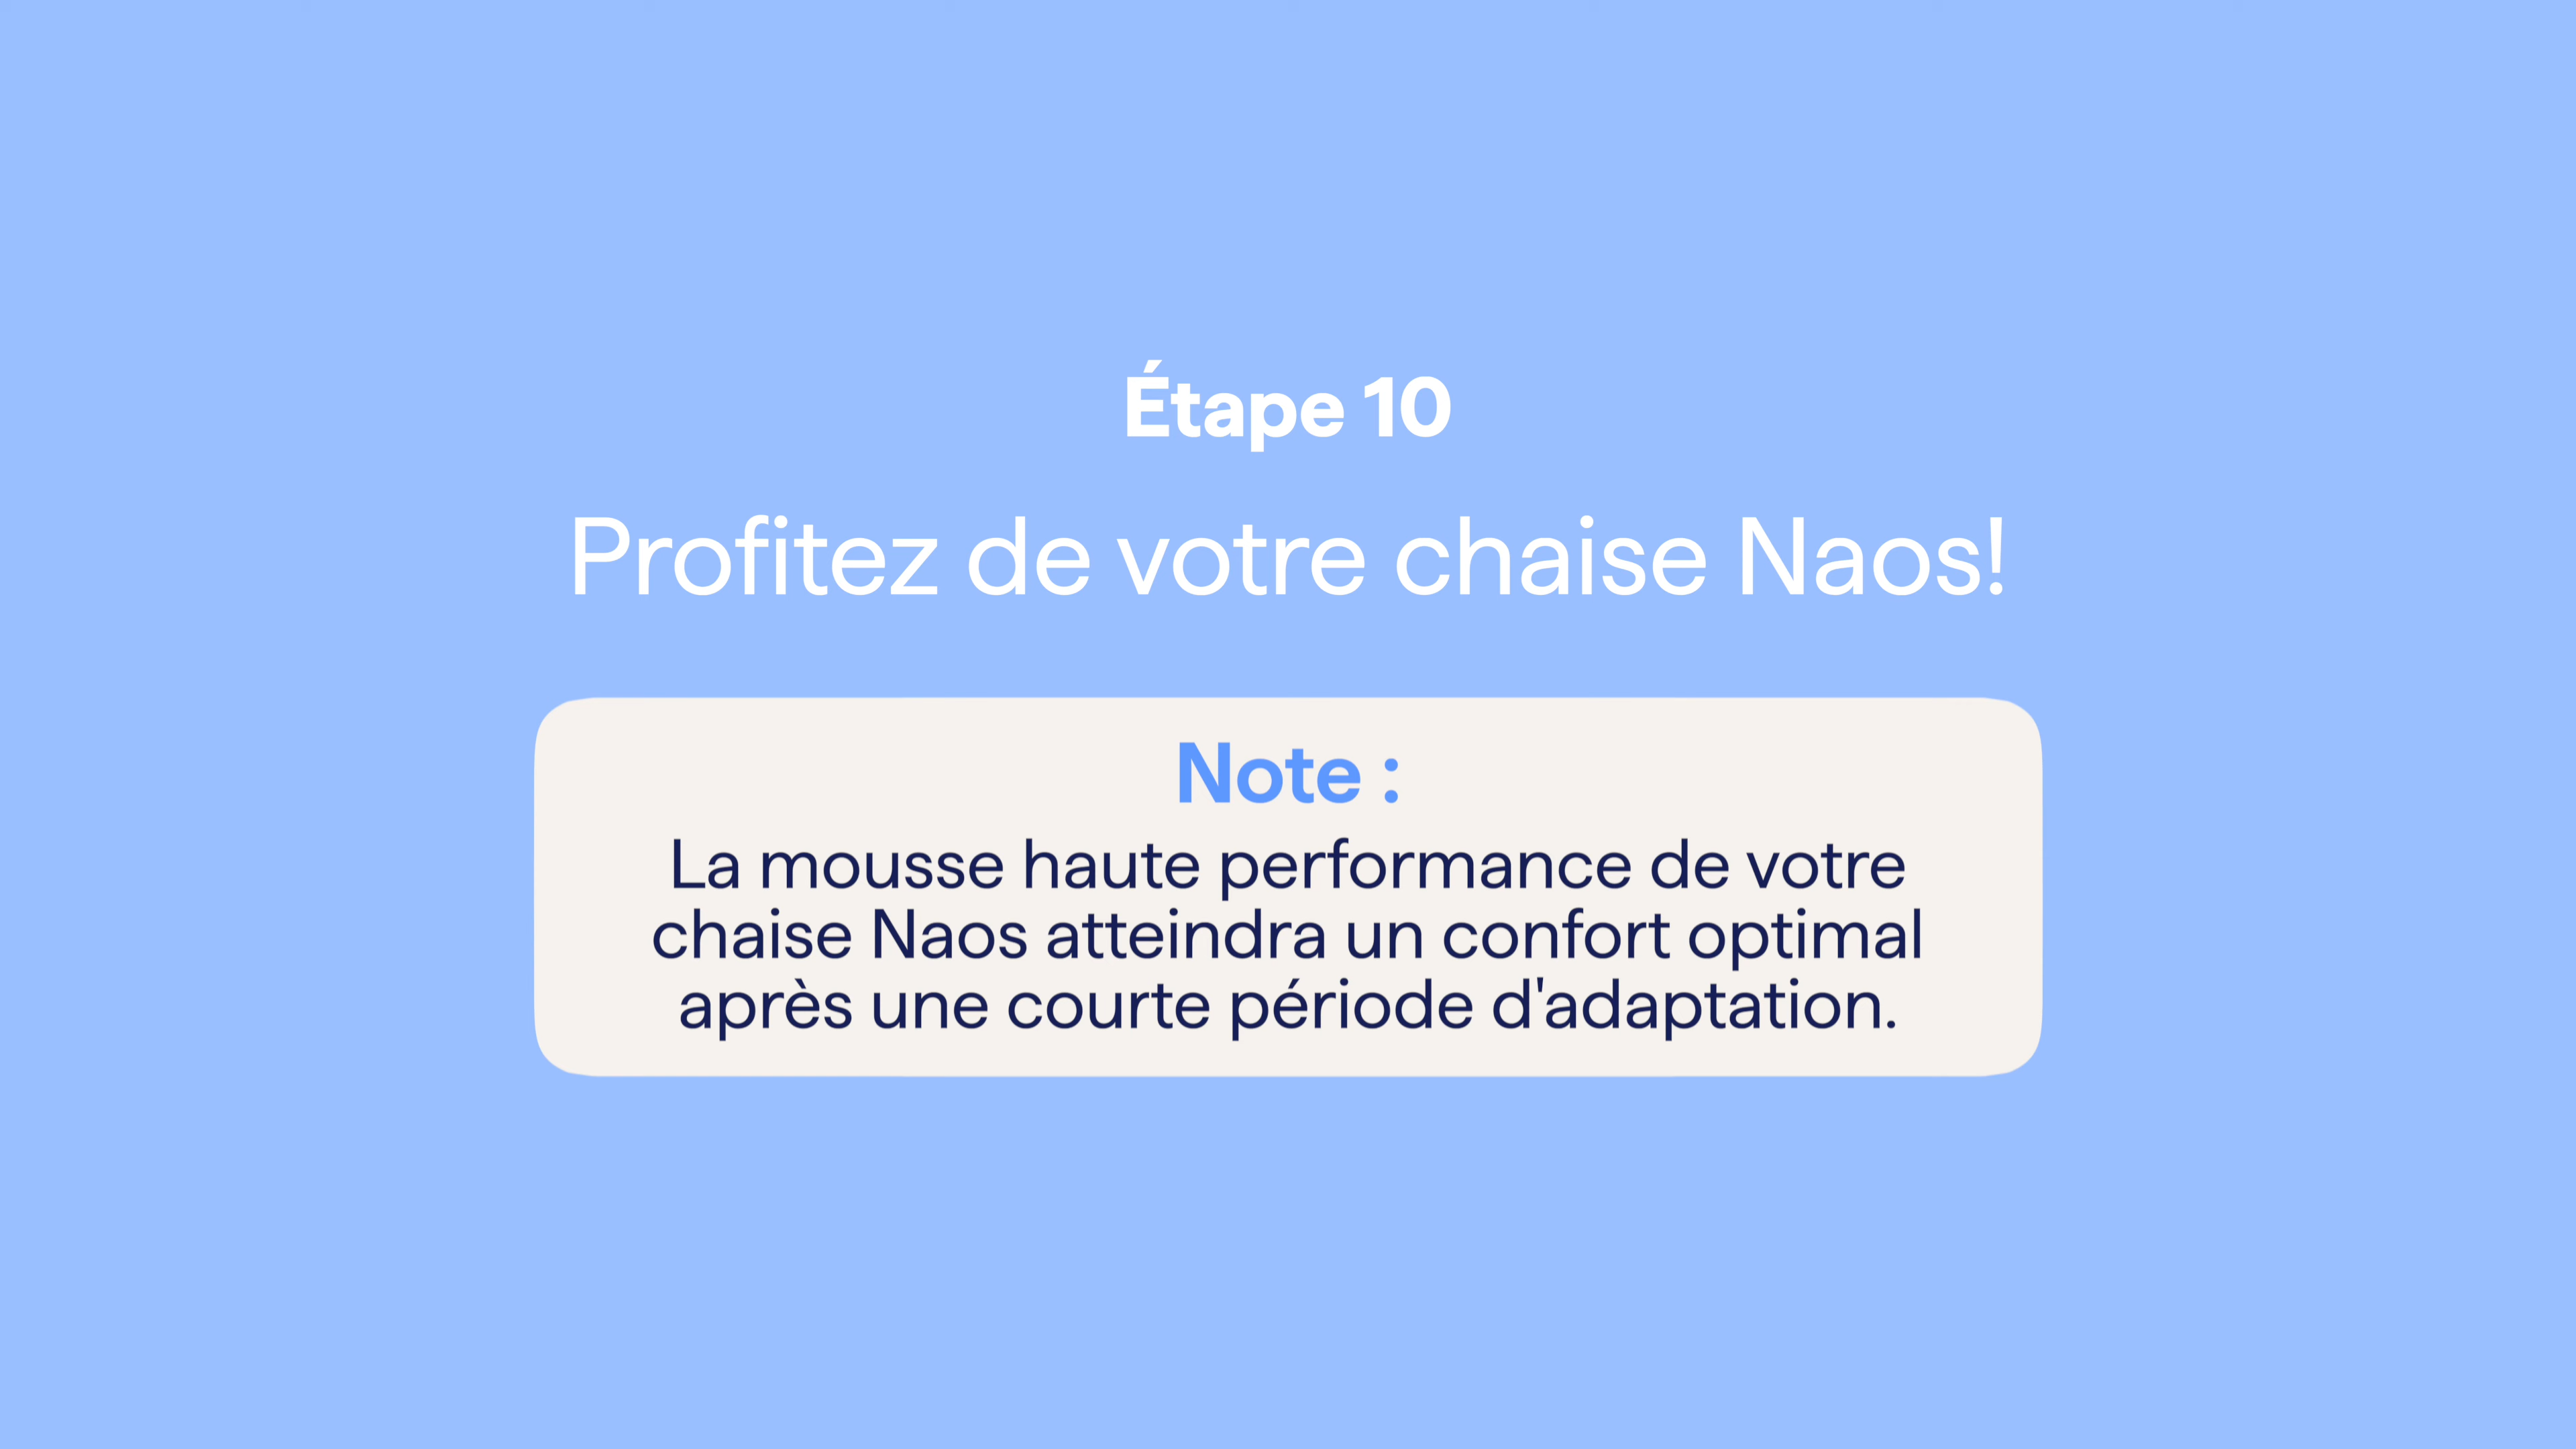 Étape 10
Profitez de votre chaise Naos!
Note :
La mousse haute performance de votre
chaise Naos atteindra un confort optimal
après une courte période d'adaptation.